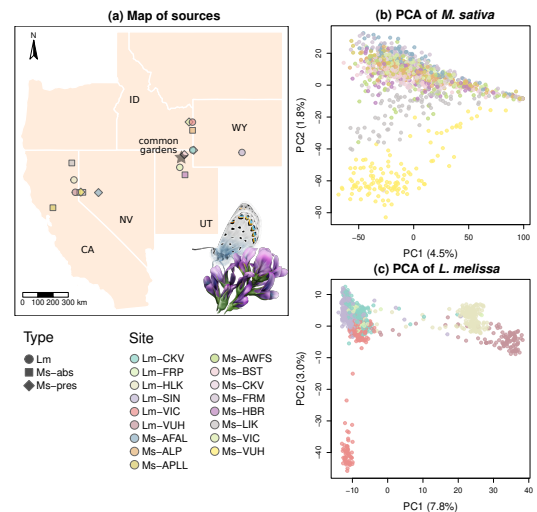 (a) Map of sources
N
ID
WY
common
gardens
NV
UT
CA
0 100 200 300 km
Type
Lm
Ms-abs
Ms-pres
Site
Lm-CKV
Lm-FRP
Lm-HLK
Lm-SIN
Lm-VIC
Lm-VUH
Ms-AFAL
Ms-ALP
Ms-APLL
Ms-AWFS
Ms-BST
Ms-CKV
Ms-FRM
Ms-HBR
Ms-LIK
Ms-VIC
Ms-VUH
(b) PCA of M. sativa
PC2 (1.8%)
20
0
-20
-40
-60
-80
-50 0 50 100
PC1 (4.5%)
(c) PCA of L. melissa
PC2 (3.0%)
10
0
-10
-20
-30
-40
-10 0 10 20 30 40
PC1 (7.8%)